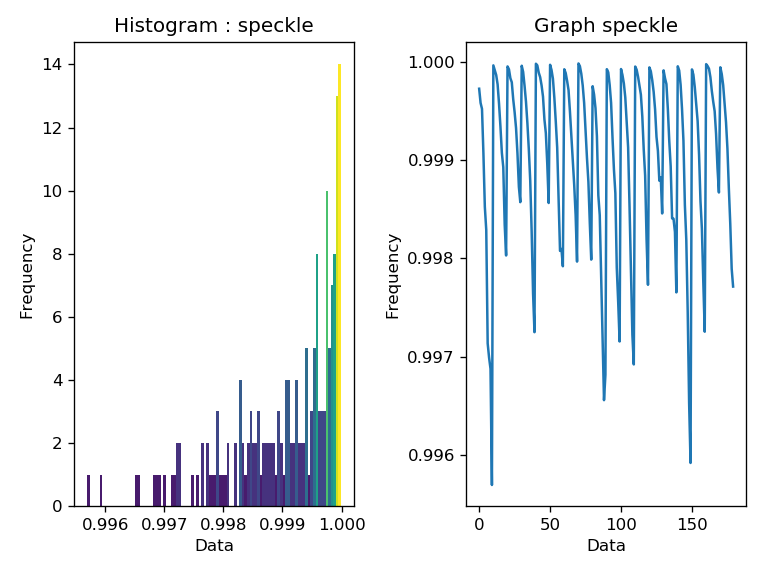 Histogram : speckle
Frequency
14
12
10
8
6
4
2
0
0.996 0.997 0.998 0.999 1.000
Data
Graph speckle
Frequency
1.000
0.999
0.998
0.997
0.996
0 50 100 150
Data